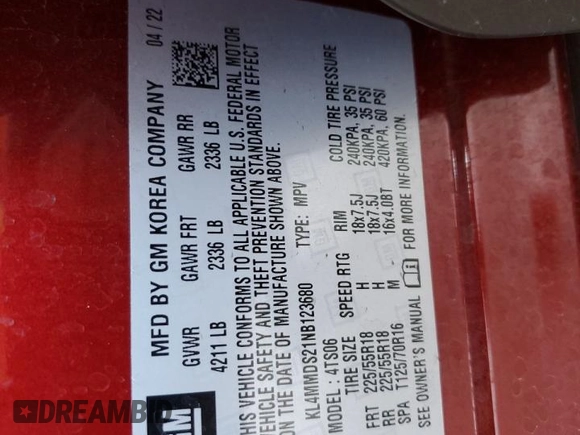 MFD BY GM KOREA COMPANY 04 / 22
GVWR GAWR FRT GAWR RR
4211 LB 2336 LB 2336 LB
THIS VEHICLE CONFORMS TO ALL APPLICABLE U.S. FEDERAL MOTOR
VEHICLE SAFETY AND THEFT PREVENTION STANDARDS IN EFFECT
ON THE DATE OF MANUFACTURE SHOWN ABOVE.
KL4MMDS21NB123680 TYPE: MPV
MODEL: 4TS06
TIRE SIZE SPEED RTG RIM COLD TIRE PRESSURE
FRT 225/55R18 H 18x7.5J 240KPA, 35 PSI
RR 225/55R18 H 18x7.5J 240KPA, 35 PSI
SPA T125/70R16 M 16x4.0BT 420KPA, 60 PSI
SEE OWNER'S MANUAL FOR MORE INFORMATION.
GM
DREAMBID